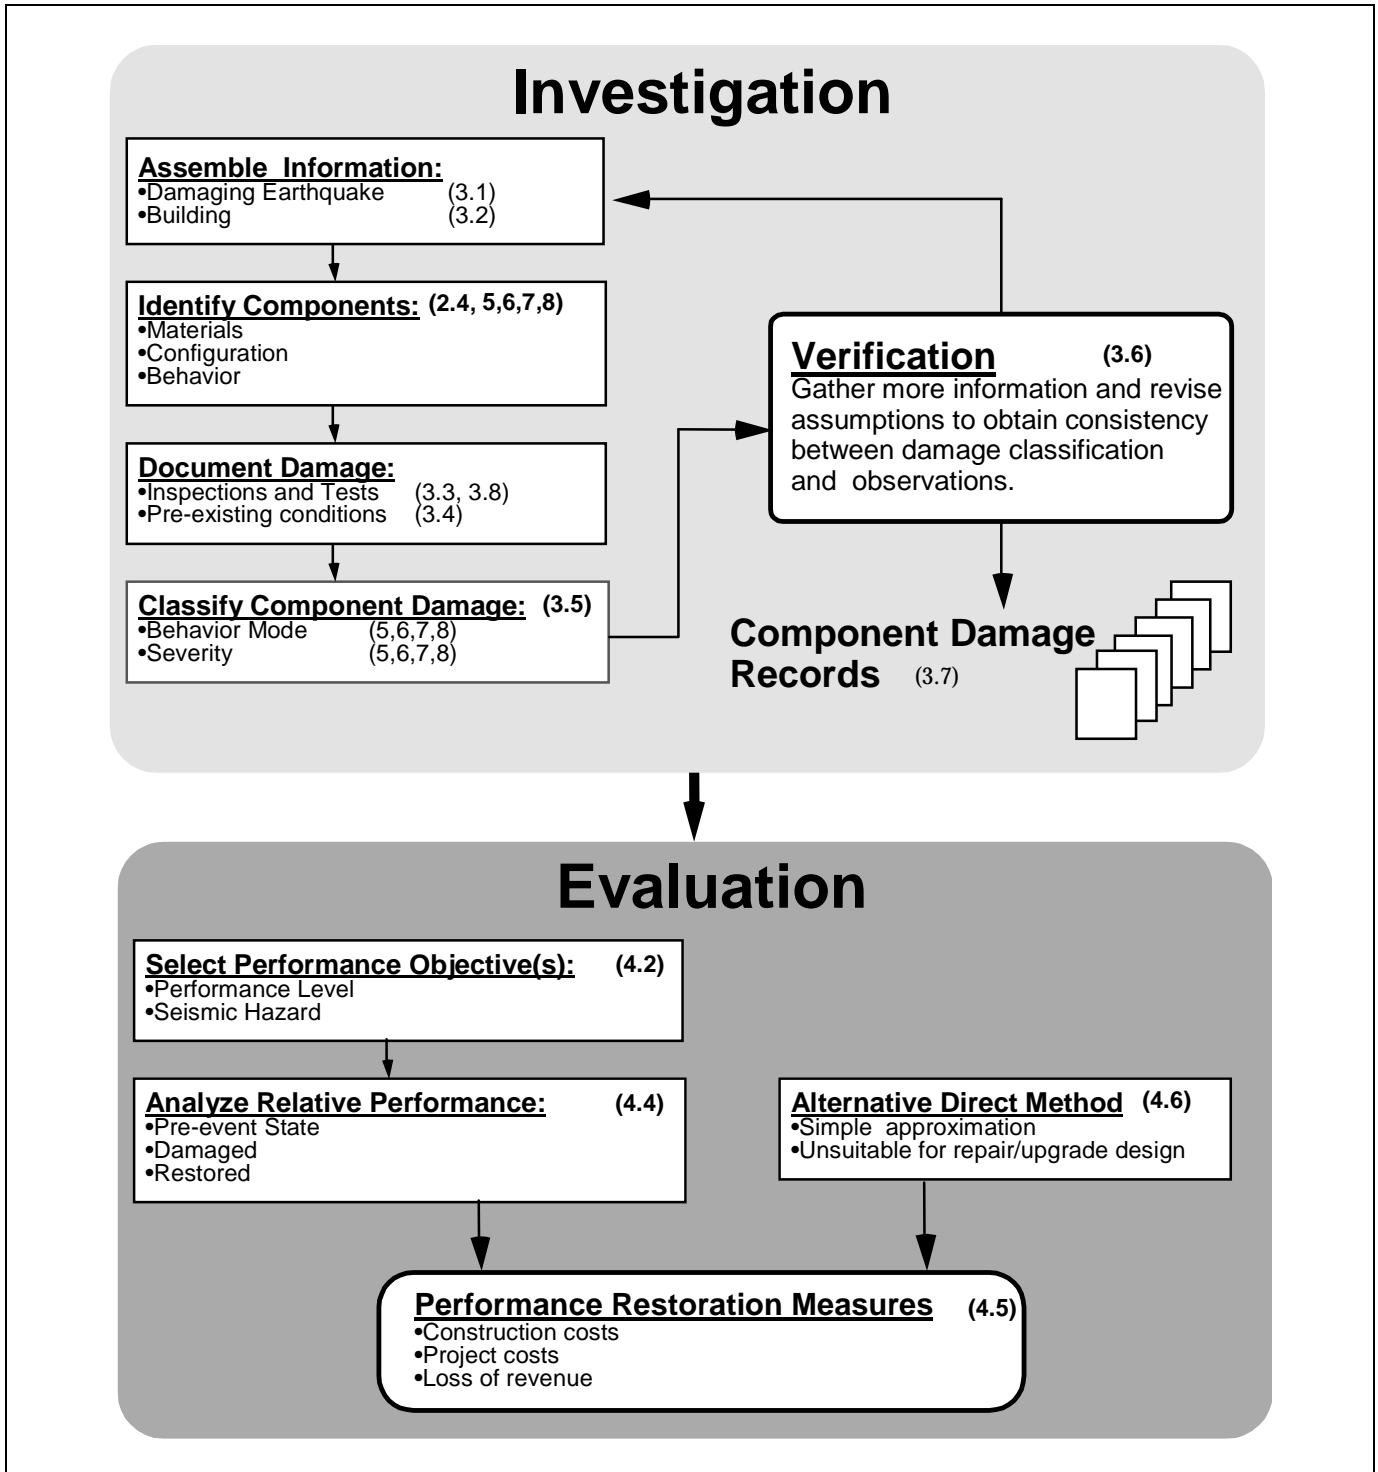 Investigation
Assemble Information:
•Damaging Earthquake (3.1)
•Building (3.2)
Identify Components: (2.4, 5,6,7,8)
•Materials
•Configuration
•Behavior
Document Damage:
•Inspections and Tests (3.3, 3.8)
•Pre-existing conditions (3.4)
Classify Component Damage: (3.5)
•Behavior Mode (5,6,7,8)
•Severity (5,6,7,8)
Verification (3.6)
Gather more information and revise
assumptions to obtain consistency
between damage classification
and observations.
Component Damage
Records (3.7)
Evaluation
Select Performance Objective(s): (4.2)
•Performance Level
•Seismic Hazard
Analyze Relative Performance: (4.4)
•Pre-event State
•Damaged
•Restored
Alternative Direct Method (4.6)
•Simple approximation
•Unsuitable for repair/upgrade design
Performance Restoration Measures (4.5)
•Construction costs
•Project costs
•Loss of revenue